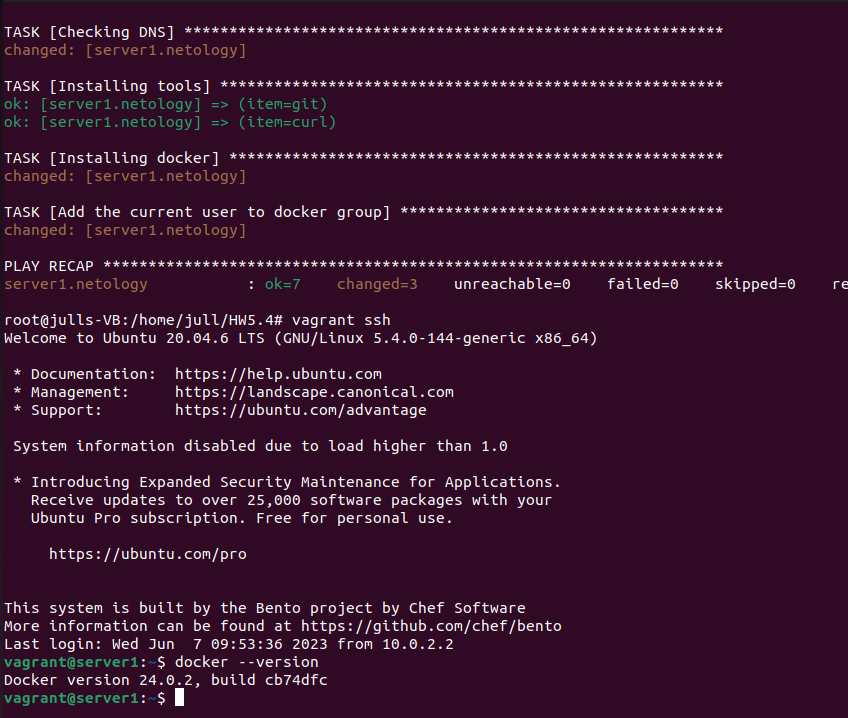 TASK [Checking DNS] ************************************************************
changed: [server1.netology]
TASK [Installing tools] ********************************************************
ok: [server1.netology] => (item=git)
ok: [server1.netology] => (item=curl)
TASK [Installing docker] *******************************************************
changed: [server1.netology]
TASK [Add the current user to docker group] ************************************
changed: [server1.netology]
PLAY RECAP *********************************************************************
server1.netology           : ok=7    changed=3    unreachable=0    failed=0    skipped=0    re
root@julls-VB:/home/jull/HW5.4# vagrant ssh
Welcome to Ubuntu 20.04.6 LTS (GNU/Linux 5.4.0-144-generic x86_64)
 * Documentation:  https://help.ubuntu.com
 * Management:     https://landscape.canonical.com
 * Support:        https://ubuntu.com/advantage
 System information disabled due to load higher than 1.0
 * Introducing Expanded Security Maintenance for Applications.
   Receive updates to over 25,000 software packages with your
   Ubuntu Pro subscription. Free for personal use.
     https://ubuntu.com/pro
This system is built by the Bento project by Chef Software
More information can be found at https://github.com/chef/bento
Last login: Wed Jun  7 09:53:36 2023 from 10.0.2.2
vagrant@server1:~$ docker --version
Docker version 24.0.2, build cb74dfc
vagrant@server1:~$